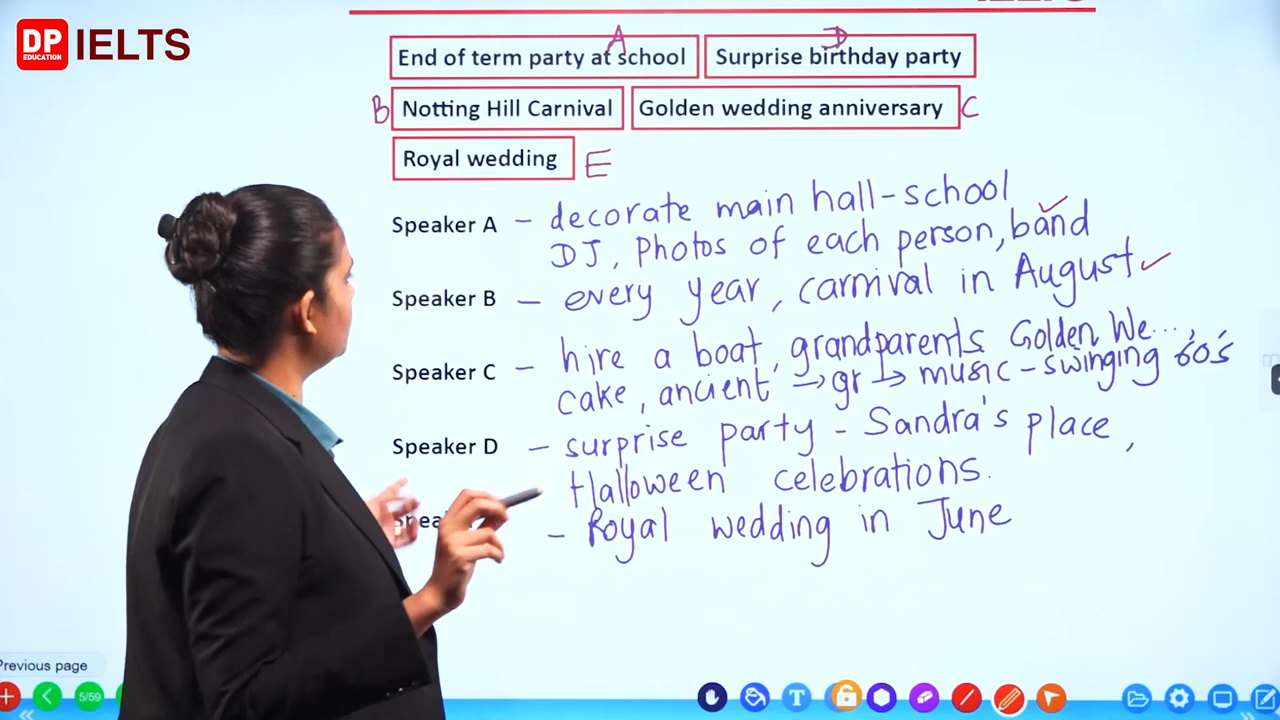 DP
EDUCATION
IELTS
A
End of term party at school
D
Surprise birthday party
B
Notting Hill Carnival
Golden wedding anniversary
C
Royal wedding
E
Speaker A
– decorate main hall-school
DJ, Photos of each person, band
Speaker B
– every year, carnival in August
Speaker C
– hire a boat, grandparents Golden We...,
cake, ancient → gr → music - swinging 60's
Speaker D
– surprise party - Sandra's place,
Halloween celebrations.
– Royal wedding in June
Previous page
5/59
T